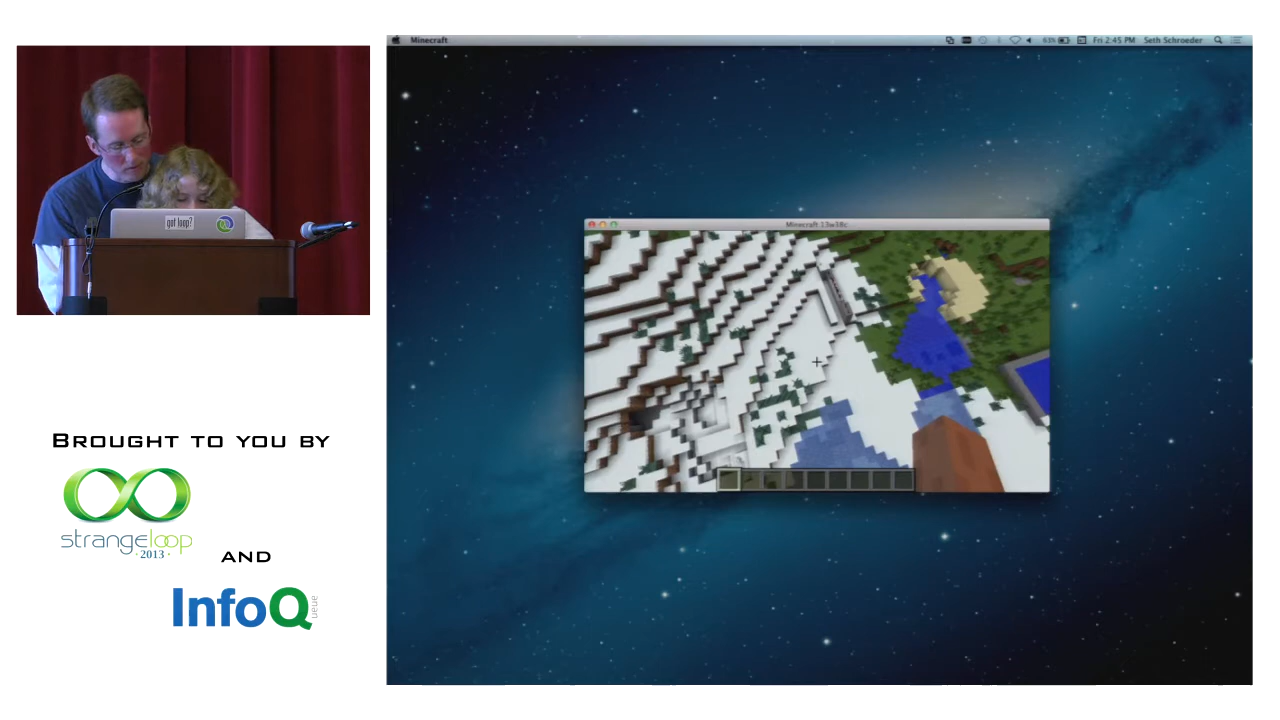 Minecraft
63%
Fri 2:45 PM
Seth Schroeder
Minecraft 13w38c
got loop?
BROUGHT TO YOU BY
strangeloop
· 2013 ·
AND
InfoQ